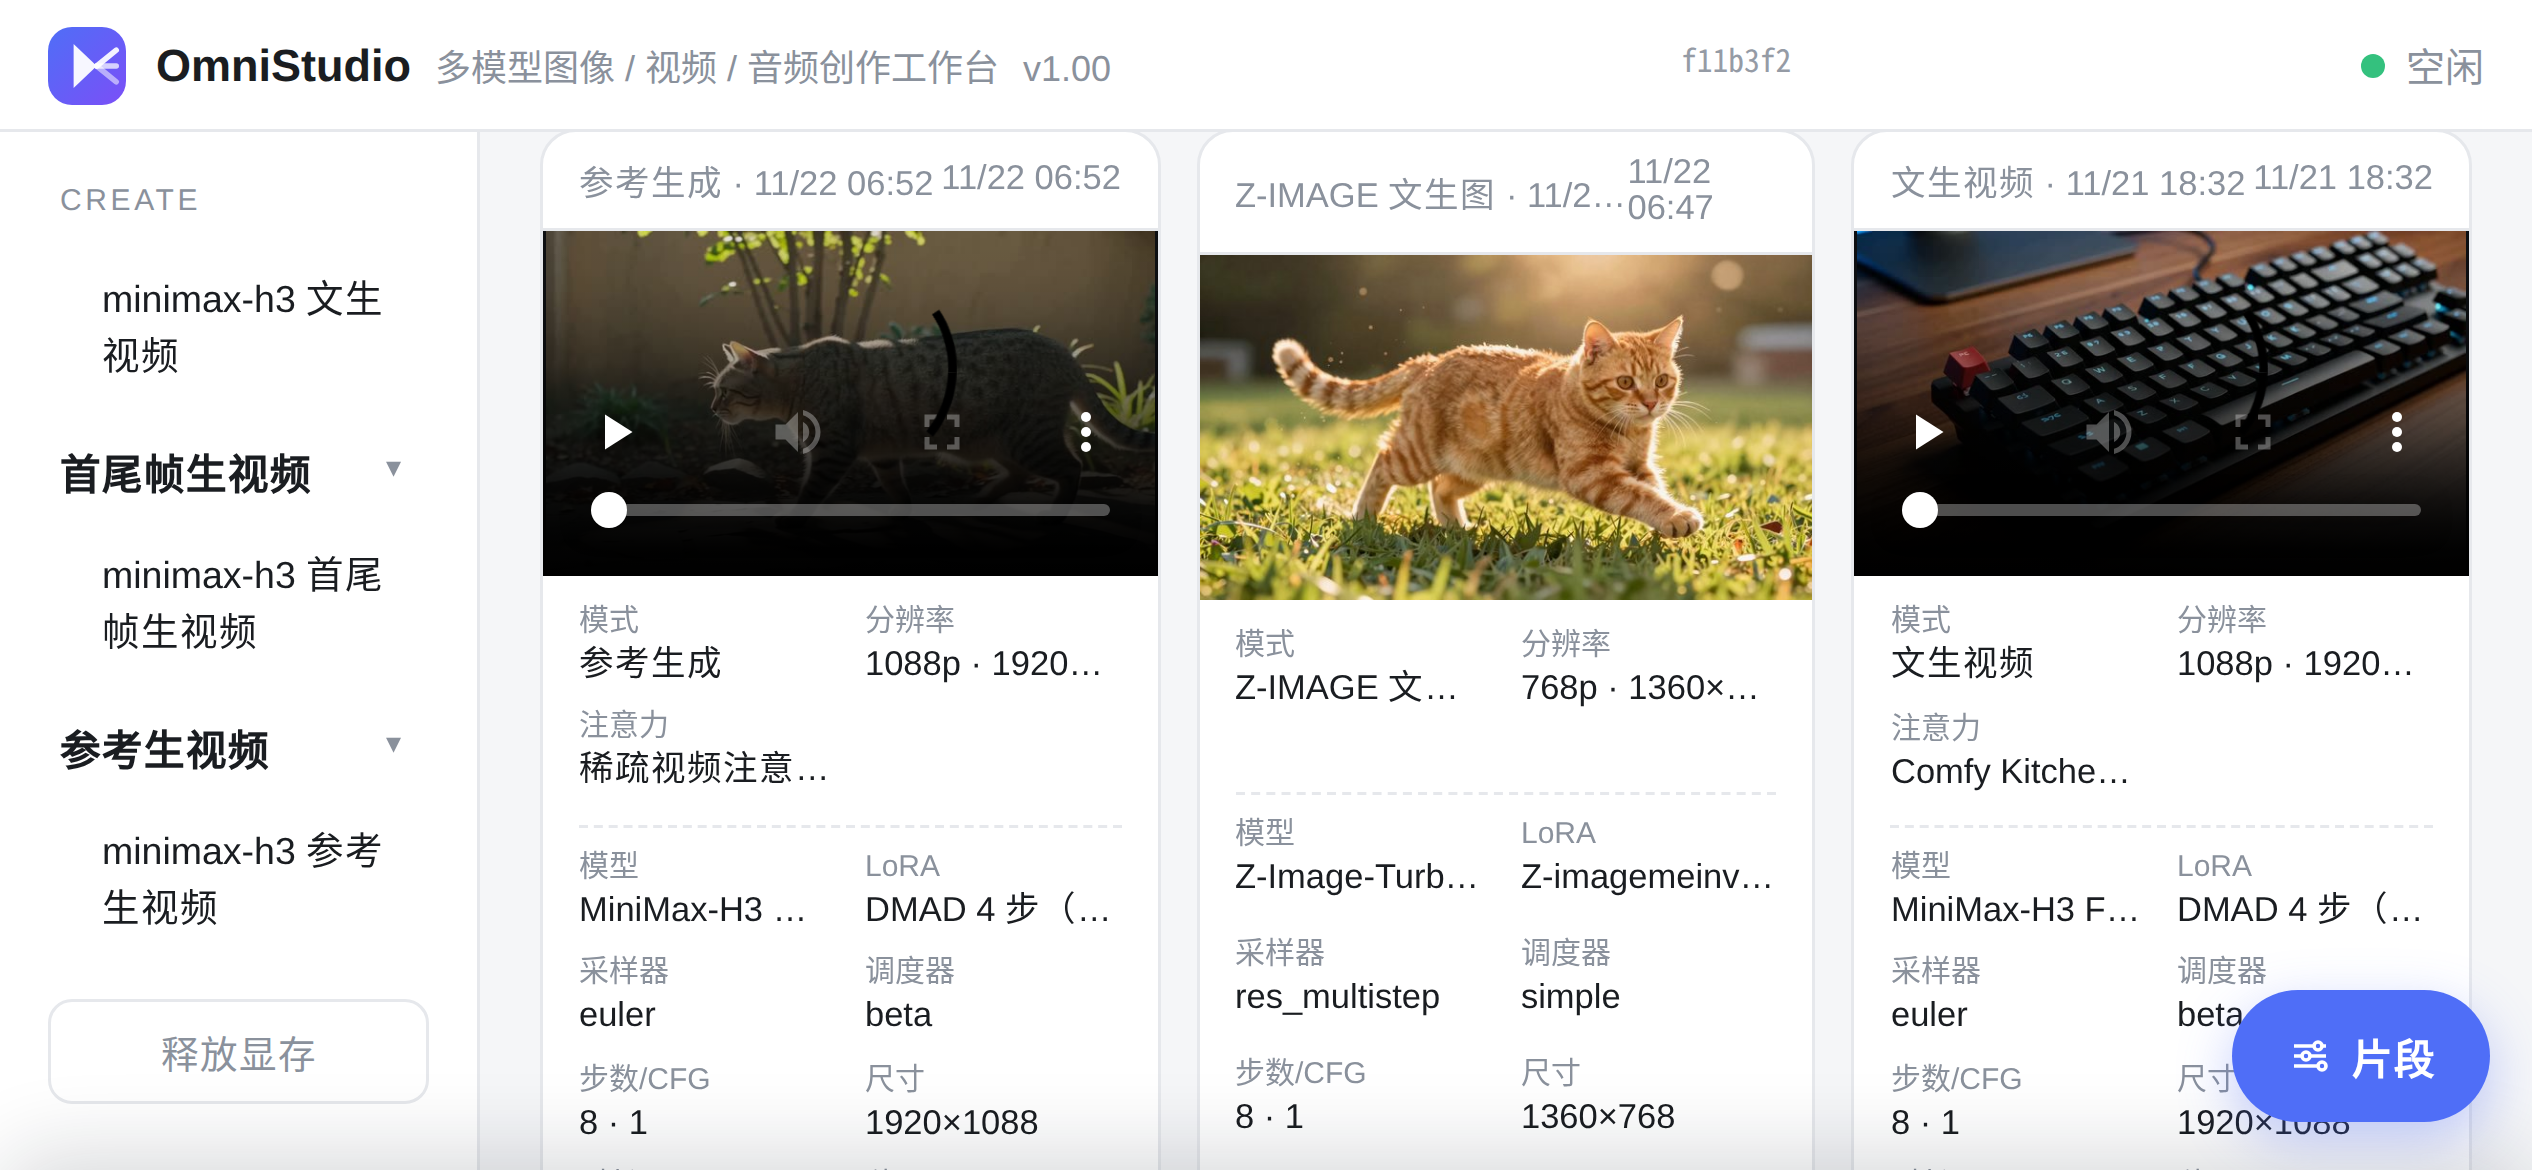 OmniStudio 多模型图像 / 视频 / 音频创作工作台 v1.00
f11b3f2
空闲
CREATE
minimax-h3 文生
视频
首尾帧生视频 ▼
minimax-h3 首尾
帧生视频
参考生视频 ▼
minimax-h3 参考
生视频
释放显存
参考生成 · 11/22 06:52 11/22 06:52
模式 分辨率
参考生成 1088p · 1920…
注意力
稀疏视频注意…
模型 LoRA
MiniMax-H3 … DMAD 4 步（…
采样器 调度器
euler beta
步数/CFG 尺寸
8 · 1 1920×1088
Z-IMAGE 文生图 · 11/2… 11/22
06:47
模式 分辨率
Z-IMAGE 文… 768p · 1360×…
模型 LoRA
Z-Image-Turb… Z-imagemeinv…
采样器 调度器
res_multistep simple
步数/CFG 尺寸
8 · 1 1360×768
文生视频 · 11/21 18:32 11/21 18:32
模式 分辨率
文生视频 1088p · 1920…
注意力
Comfy Kitche…
模型 LoRA
MiniMax-H3 F… DMAD 4 步（…
采样器 调度器
euler beta
步数/CFG 尺寸
8 · 1 1920×1088
片段